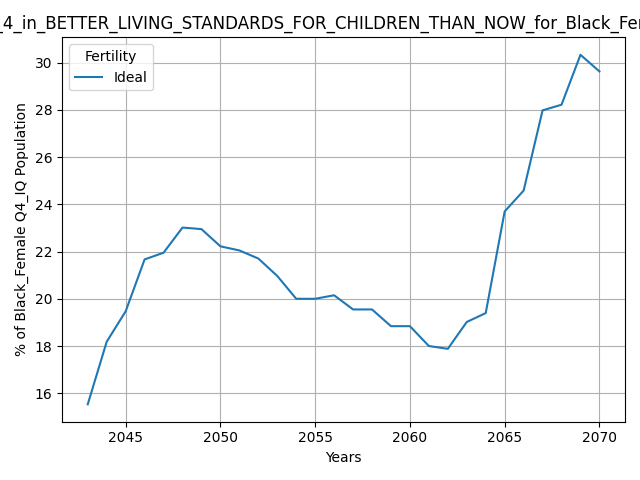 _4_in_BETTER_LIVING_STANDARDS_FOR_CHILDREN_THAN_NOW_for_Black_Fe
Fertility
Ideal
% of Black_Female Q4_IQ Population
30
28
26
24
22
20
18
16
2045 2050 2055 2060 2065 2070
Years